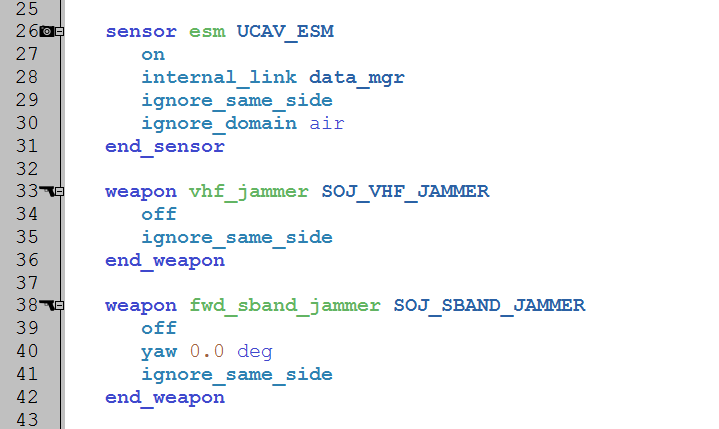 25
26 sensor esm UCAV_ESM
27 on
28 internal_link data_mgr
29 ignore_same_side
30 ignore_domain air
31 end_sensor
32
33 weapon vhf_jammer SOJ_VHF_JAMMER
34 off
35 ignore_same_side
36 end_weapon
37
38 weapon fwd_sband_jammer SOJ_SBAND_JAMMER
39 off
40 yaw 0.0 deg
41 ignore_same_side
42 end_weapon
43